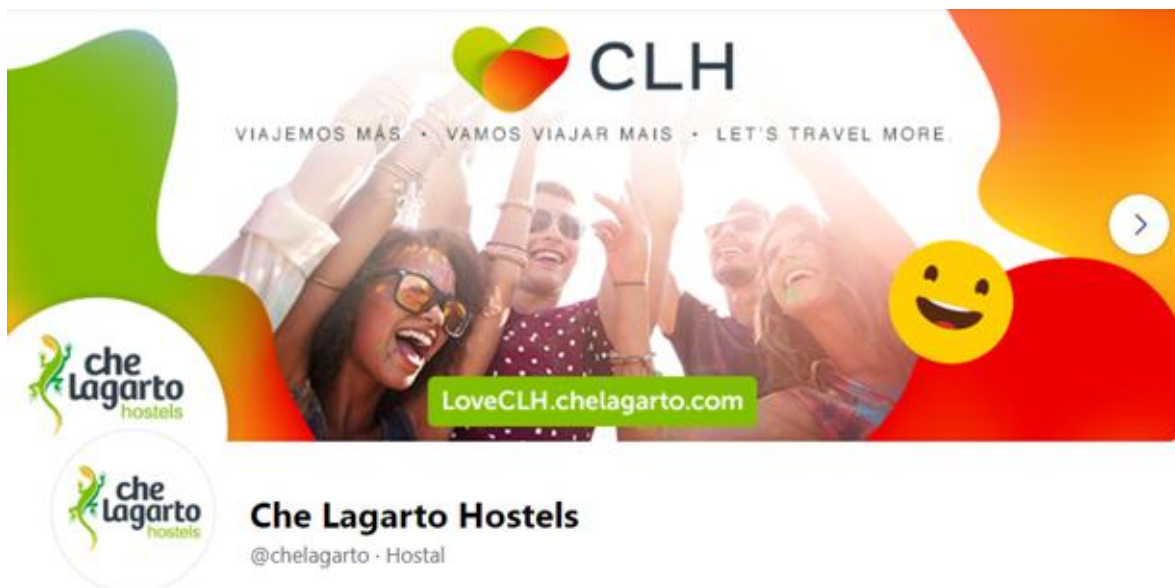 CLH
VIAJEMOS MÁS • VAMOS VIAJAR MAIS • LET'S TRAVEL MORE.
che
lagarto
hostels
LoveCLH.chelagarto.com
che
lagarto
hostels
Che Lagarto Hostels
@chelagarto · Hostal